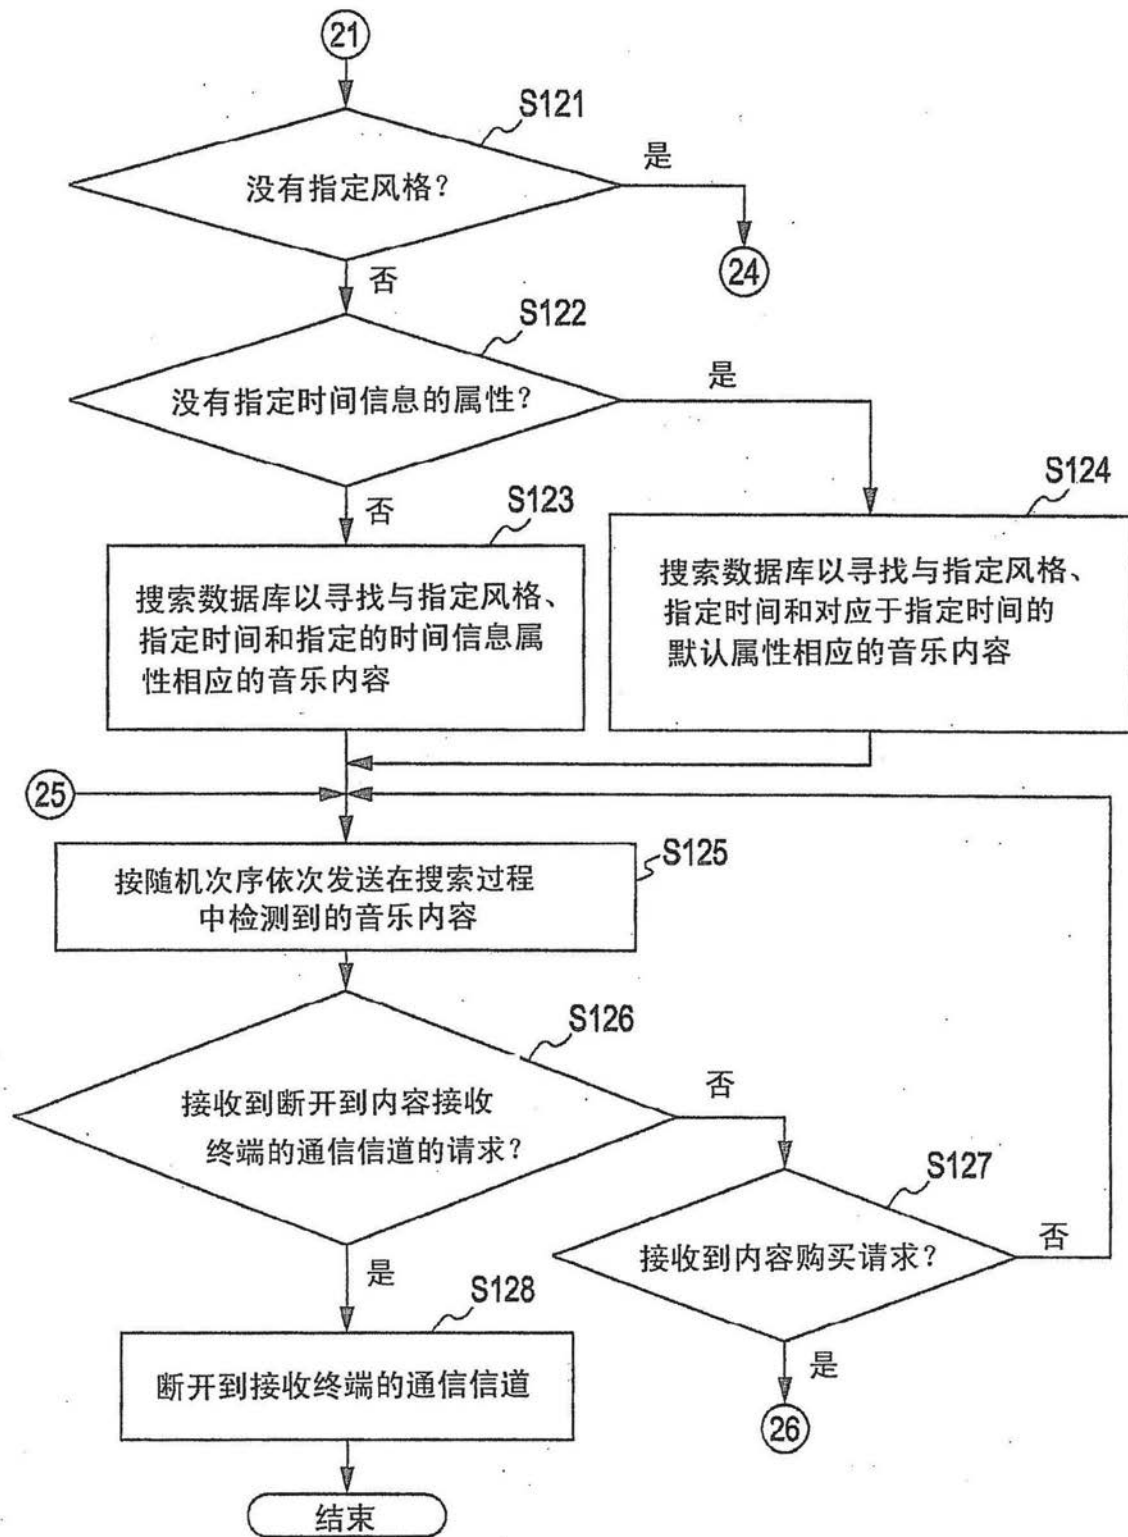 21
S121
没有指定风格？
是
24
否
S122
没有指定时间信息的属性？
是
否
S123
搜索数据库以寻找与指定风格、
指定时间和指定的时间信息属
性相应的音乐内容
S124
搜索数据库以寻找与指定风格、
指定时间和对应于指定时间的
默认属性相应的音乐内容
25
S125
按随机次序依次发送在搜索过程
中检测到的音乐内容
S126
接收到断开到内容接收
终端的通信信道的请求？
否
S127
接收到内容购买请求？
否
是
S128
断开到接收终端的通信信道
是
26
结束